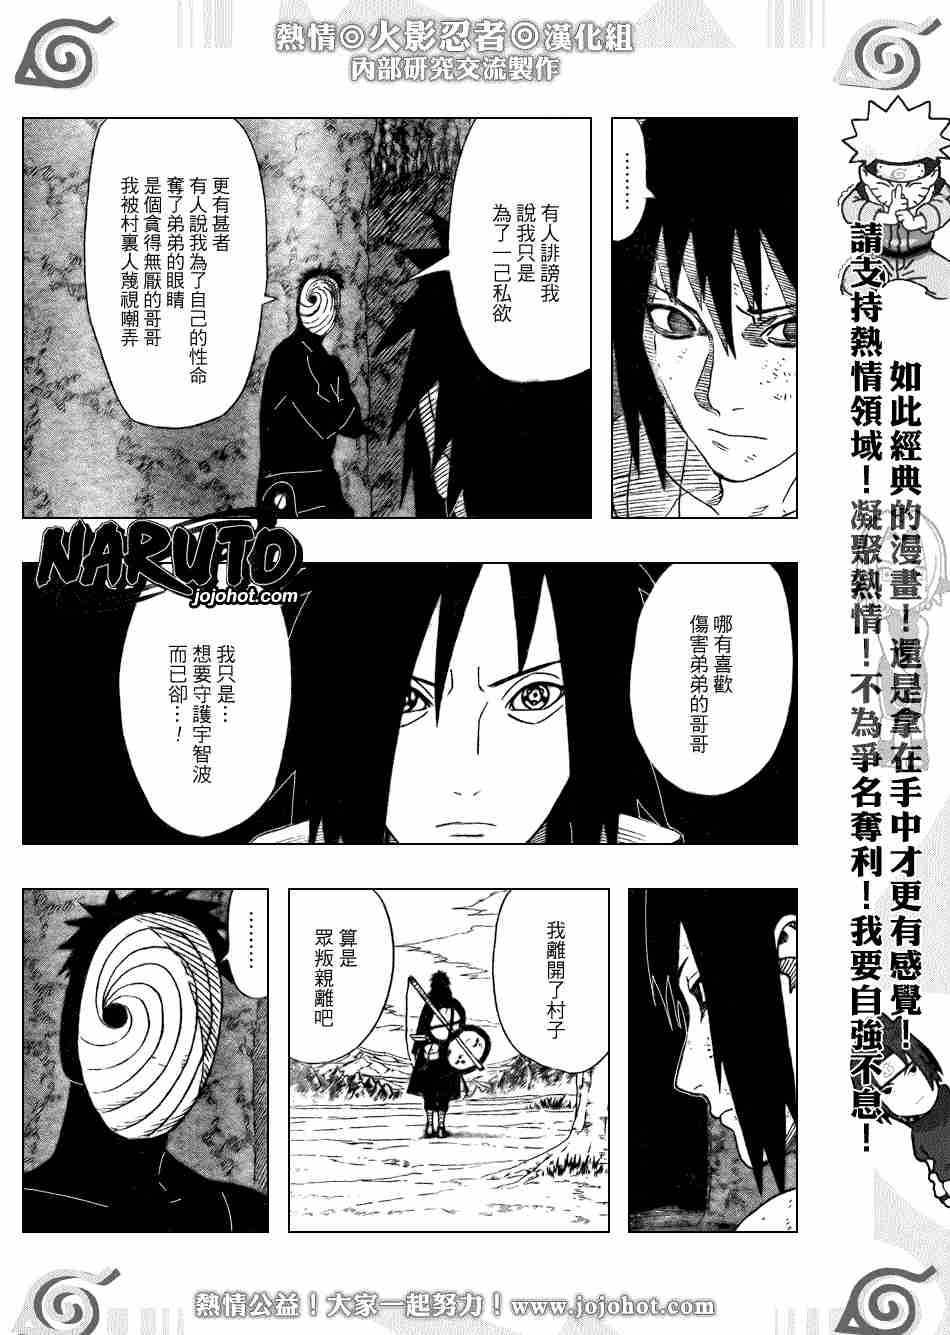 熱情◎火影忍者◎漢化組
內部研究交流製作
………
有人誹謗我
說我只是
為了一己私欲
更有甚者
有人說我為了自己的性命
奪了弟弟的眼睛
是個貪得無厭的哥哥
我被村裏人蔑視嘲弄
NARUTO
jojohot.com
哪有喜歡
傷害弟弟的哥哥
我只是…
想要守護宇智波
而已卻…！
我離開了村子
算是
眾叛親離吧
………
如此經典的漫畫！還是拿在手中才更有感覺！
請支持熱情領域！凝聚熱情！不為爭名奪利！我要自強不息！
熱情公益！大家一起努力！www.jojohot.com